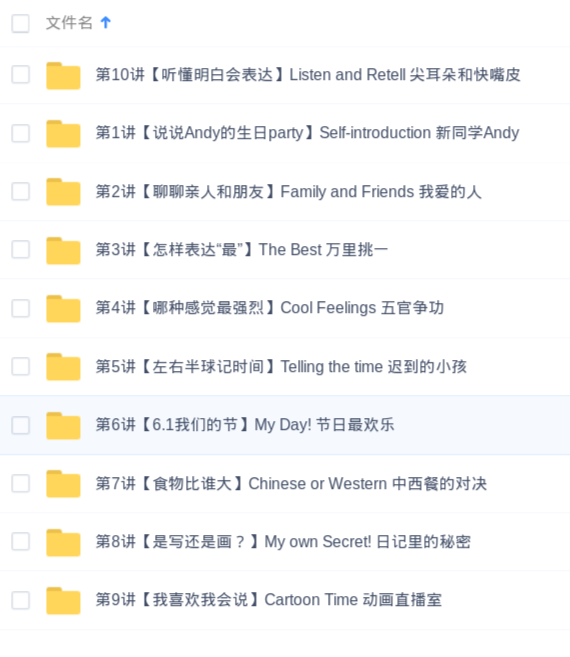 文件名
第10讲【听懂明白会表达】Listen and Retell 尖耳朵和快嘴皮
第1讲【说说Andy的生日party】Self-introduction 新同学Andy
第2讲【聊聊亲人和朋友】Family and Friends 我爱的人
第3讲【怎样表达“最”】The Best 万里挑一
第4讲【哪种感觉最强烈】Cool Feelings 五官争功
第5讲【左右半球记时间】Telling the time 迟到的小孩
第6讲【6.1我们的节】My Day! 节日最欢乐
第7讲【食物比谁大】Chinese or Western 中西餐的对决
第8讲【是写还是画？】My own Secret! 日记里的秘密
第9讲【我喜欢我会说】Cartoon Time 动画直播室